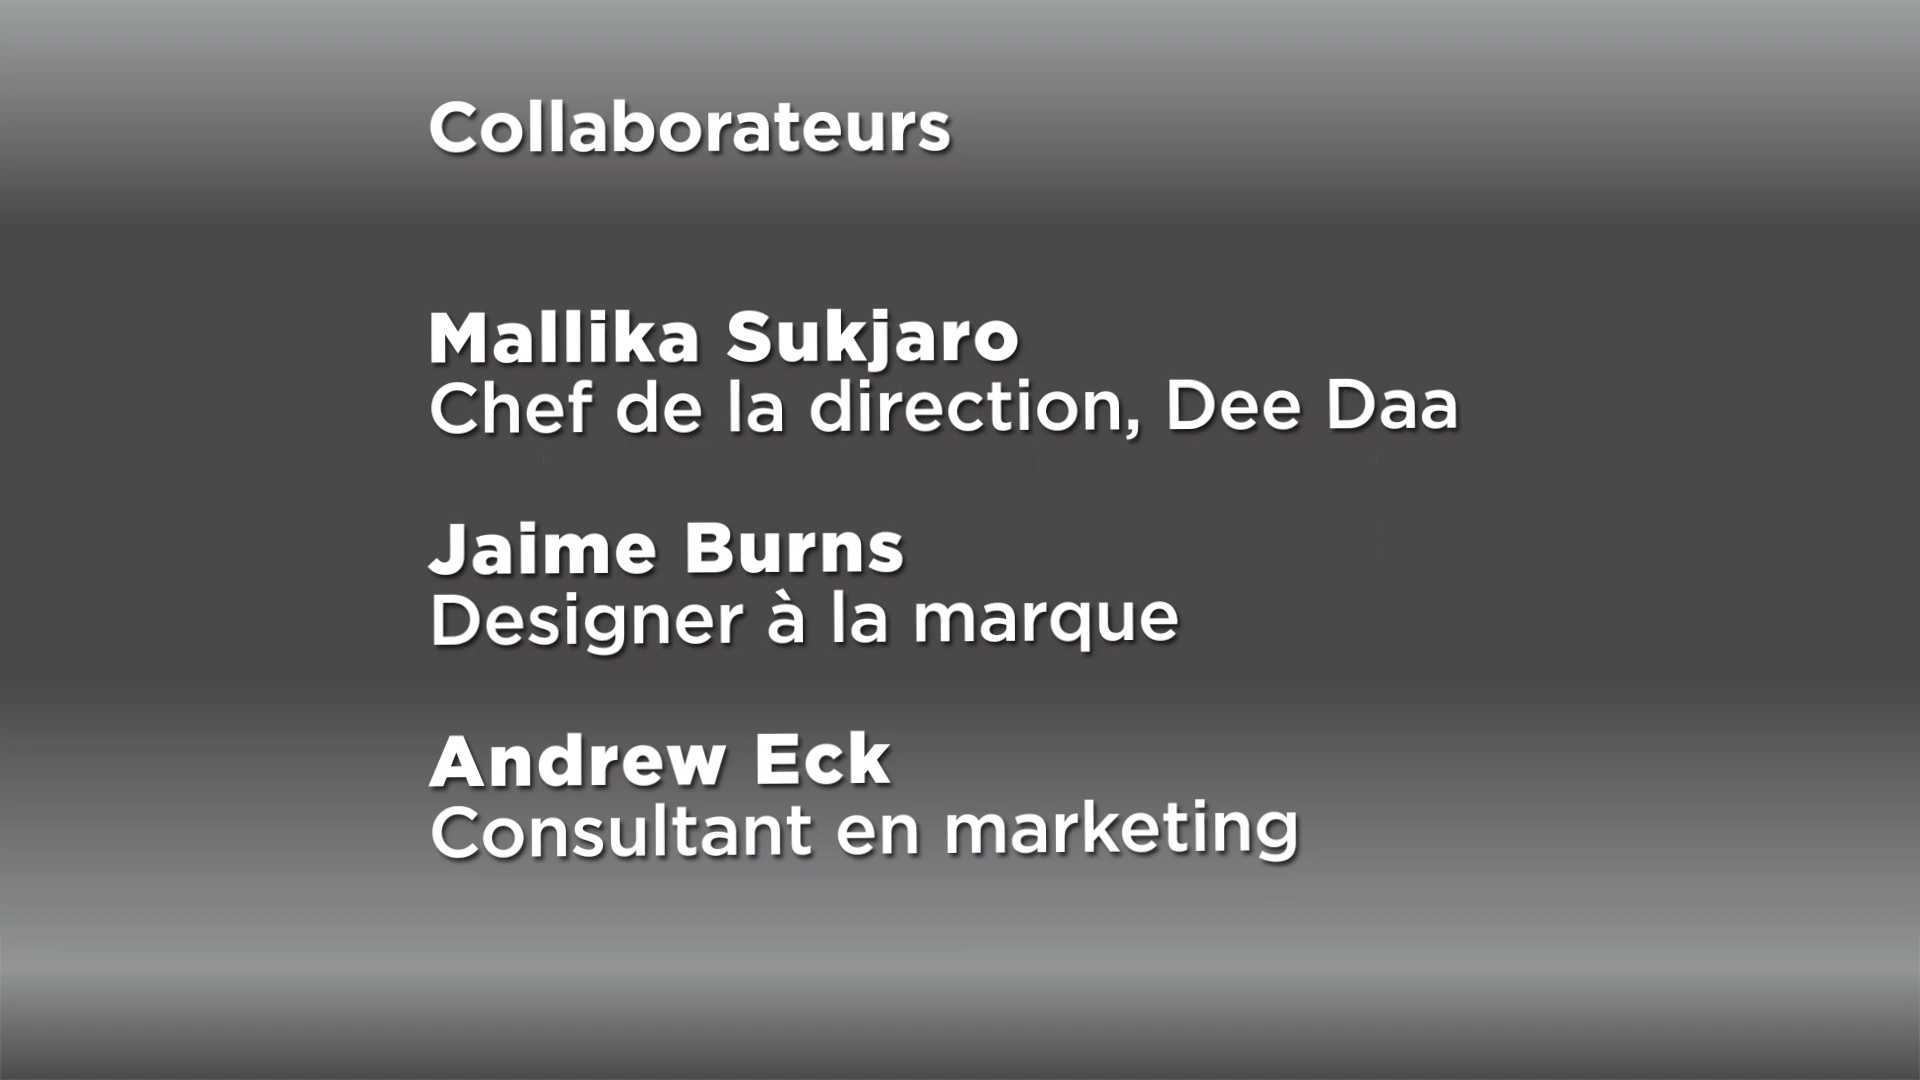 Collaborateurs
Mallika Sukjaro
Chef de la direction, Dee Daa
Jaime Burns
Designer à la marque
Andrew Eck
Consultant en marketing